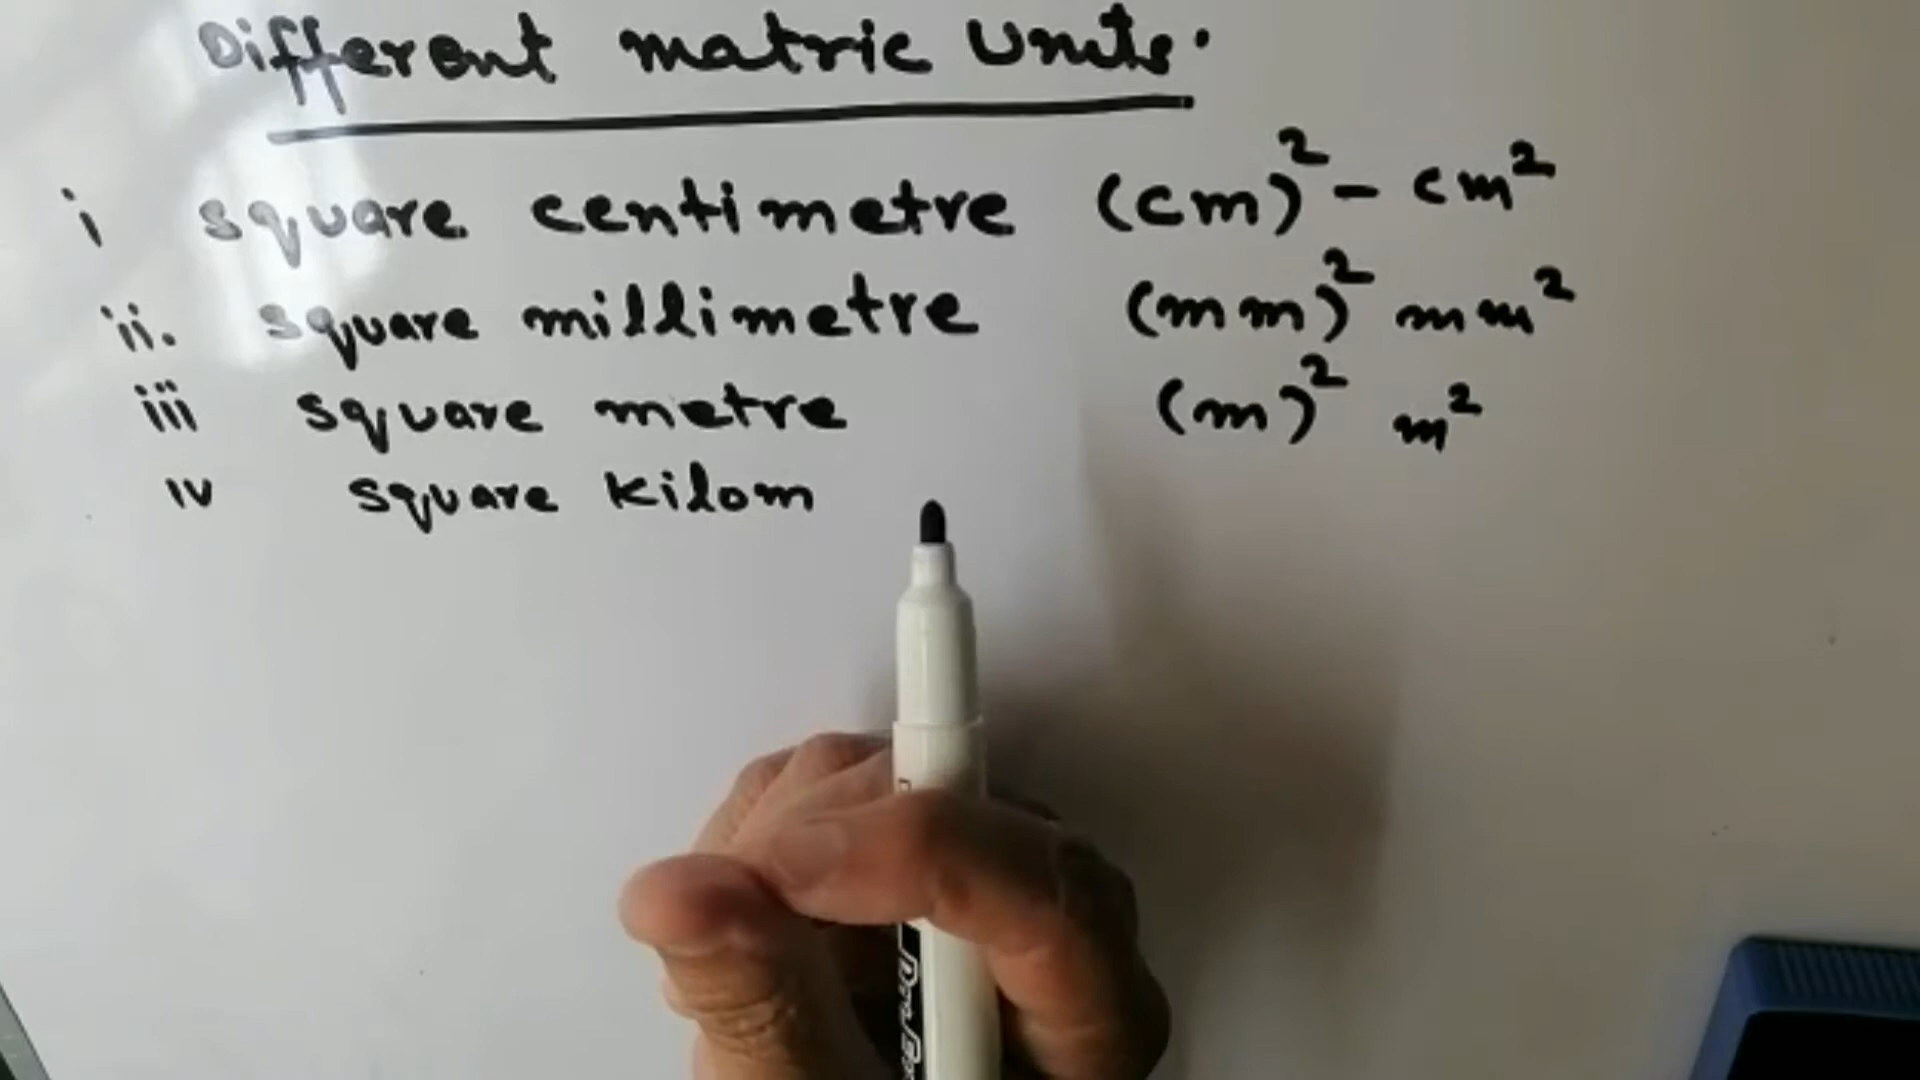 Different matric Units.
i square centimetre (cm)² - cm²
ii. square millimetre (mm)² mm²
iii square metre (m)² m²
iv square kilom